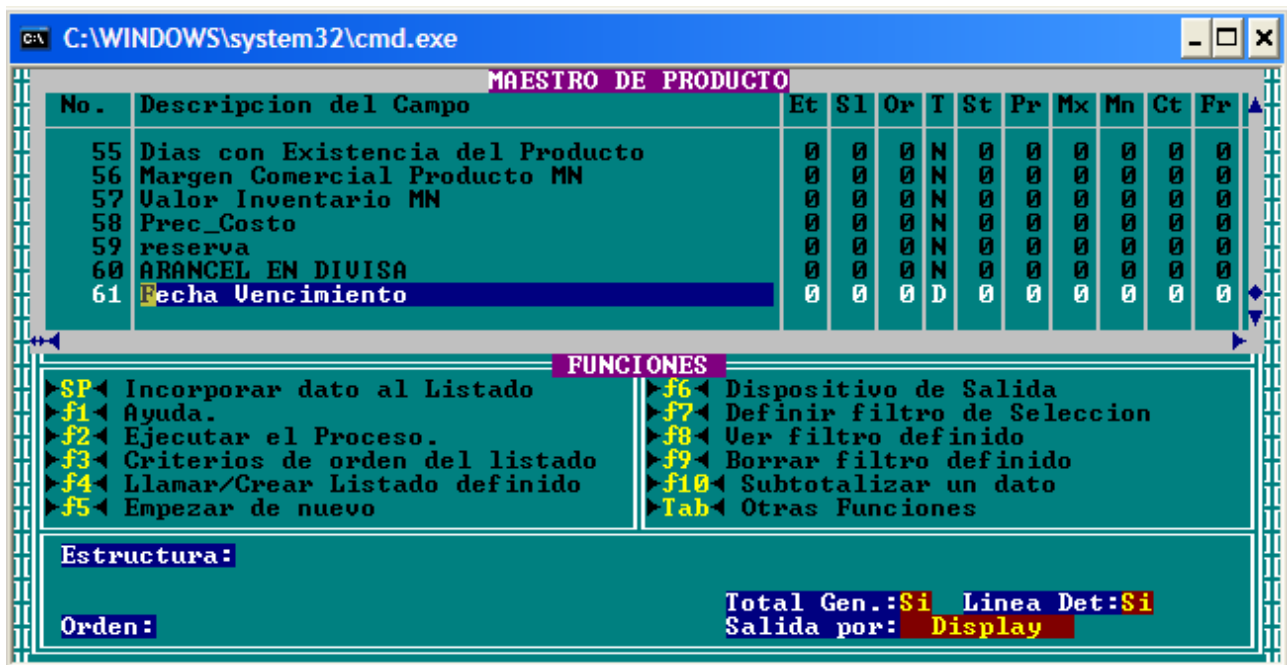 C:\WINDOWS\system32\cmd.exe
MAESTRO DE PRODUCTO
No. Descripcion del Campo Et Sl Or T St Pr Mx Mn Ct Fr
55 Dias con Existencia del Producto 0 0 0 N 0 0 0 0 0 0
56 Margen Comercial Producto MN 0 0 0 N 0 0 0 0 0 0
57 Valor Inventario MN 0 0 0 N 0 0 0 0 0 0
58 Prec_Costo 0 0 0 N 0 0 0 0 0 0
59 reserva 0 0 0 N 0 0 0 0 0 0
60 ARANCEL EN DIVISA 0 0 0 N 0 0 0 0 0 0
61 Fecha Vencimiento 0 0 0 D 0 0 0 0 0 0
FUNCIONES
SP Incorporar dato al Listado
f1 Ayuda.
f2 Ejecutar el Proceso.
f3 Criterios de orden del listado
f4 Llamar/Crear Listado definido
f5 Empezar de nuevo
f6 Dispositivo de Salida
f7 Definir filtro de Seleccion
f8 Ver filtro definido
f9 Borrar filtro definido
f10 Subtotalizar un dato
Tab Otras Funciones
Estructura:
Total Gen.:Si Linea Det:Si
Orden: Salida por: Display